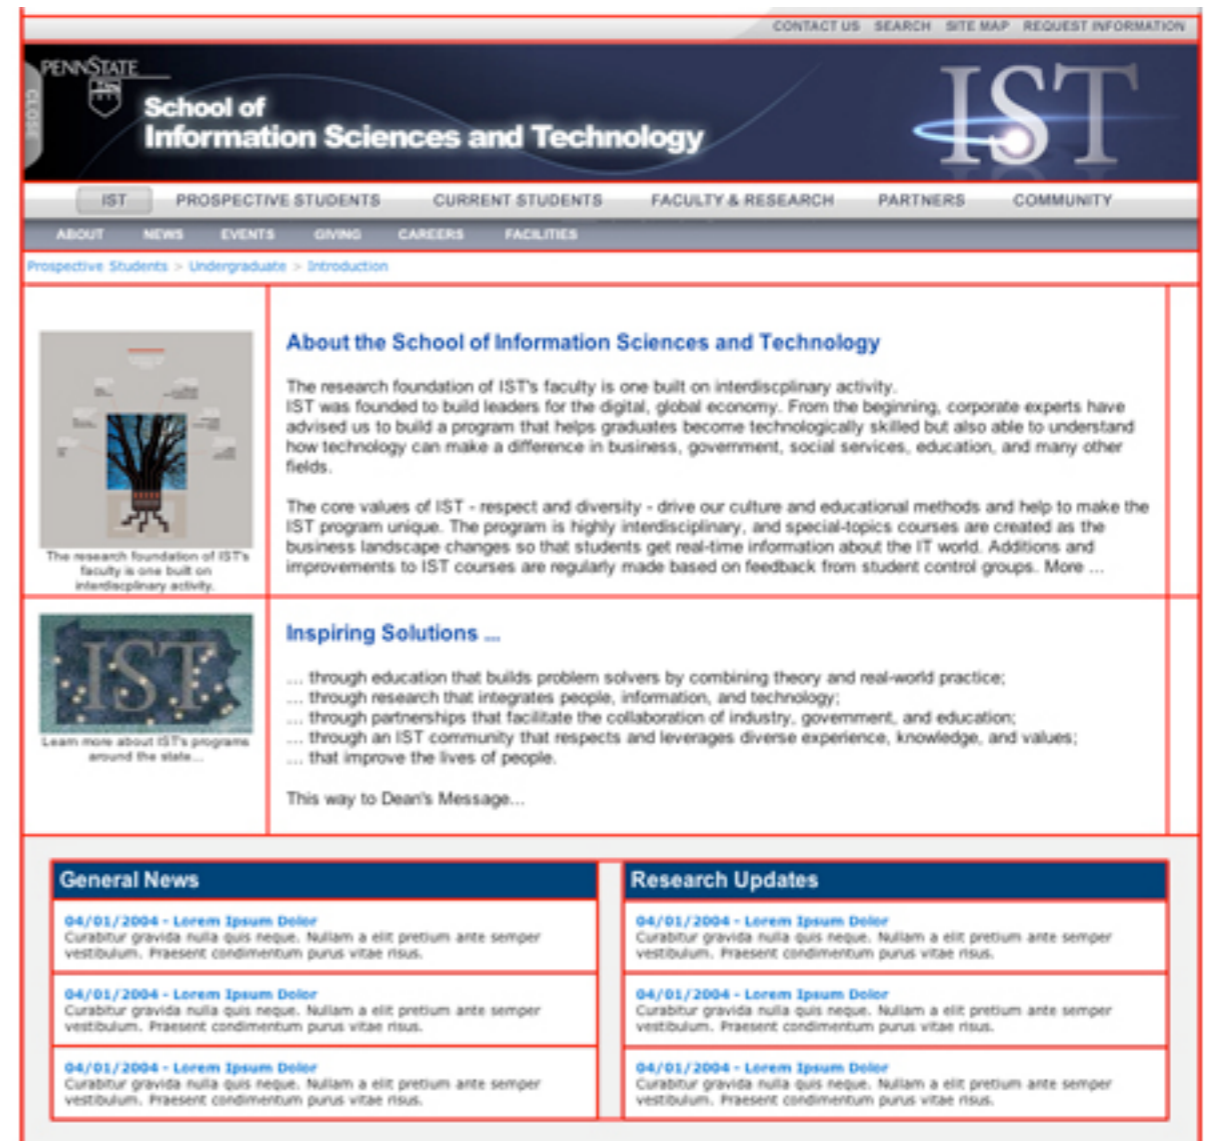 CONTACT US SEARCH SITE MAP REQUEST INFORMATION
PENNSTATE
CLOSE
School of
Information Sciences and Technology
IST
IST PROSPECTIVE STUDENTS CURRENT STUDENTS FACULTY & RESEARCH PARTNERS COMMUNITY
ABOUT NEWS EVENTS GIVING CAREERS FACILITIES
Prospective Students > Undergraduate > Introduction
The research foundation of IST's
faculty is one built on
interdiscplinary activity.
About the School of Information Sciences and Technology
The research foundation of IST's faculty is one built on interdiscplinary activity.
IST was founded to build leaders for the digital, global economy. From the beginning, corporate experts have
advised us to build a program that helps graduates become technologically skilled but also able to understand
how technology can make a difference in business, government, social services, education, and many other
fields.
The core values of IST - respect and diversity - drive our culture and educational methods and help to make the
IST program unique. The program is highly interdisciplinary, and special-topics courses are created as the
business landscape changes so that students get real-time information about the IT world. Additions and
improvements to IST courses are regularly made based on feedback from student control groups. More ...
IST
Learn more about IST's programs
around the state...
Inspiring Solutions ...
... through education that builds problem solvers by combining theory and real-world practice;
... through research that integrates people, information, and technology;
... through partnerships that facilitate the collaboration of industry, government, and education;
... through an IST community that respects and leverages diverse experience, knowledge, and values;
... that improve the lives of people.
This way to Dean's Message...
General News
04/01/2004 - Lorem Ipsum Dolor
Curabitur gravida nulla quis neque. Nullam a elit pretium ante semper
vestibulum. Praesent condimentum purus vitae risus.
04/01/2004 - Lorem Ipsum Dolor
Curabitur gravida nulla quis neque. Nullam a elit pretium ante semper
vestibulum. Praesent condimentum purus vitae risus.
04/01/2004 - Lorem Ipsum Dolor
Curabitur gravida nulla quis neque. Nullam a elit pretium ante semper
vestibulum. Praesent condimentum purus vitae risus.
Research Updates
04/01/2004 - Lorem Ipsum Dolor
Curabitur gravida nulla quis neque. Nullam a elit pretium ante semper
vestibulum. Praesent condimentum purus vitae risus.
04/01/2004 - Lorem Ipsum Dolor
Curabitur gravida nulla quis neque. Nullam a elit pretium ante semper
vestibulum. Praesent condimentum purus vitae risus.
04/01/2004 - Lorem Ipsum Dolor
Curabitur gravida nulla quis neque. Nullam a elit pretium ante semper
vestibulum. Praesent condimentum purus vitae risus.